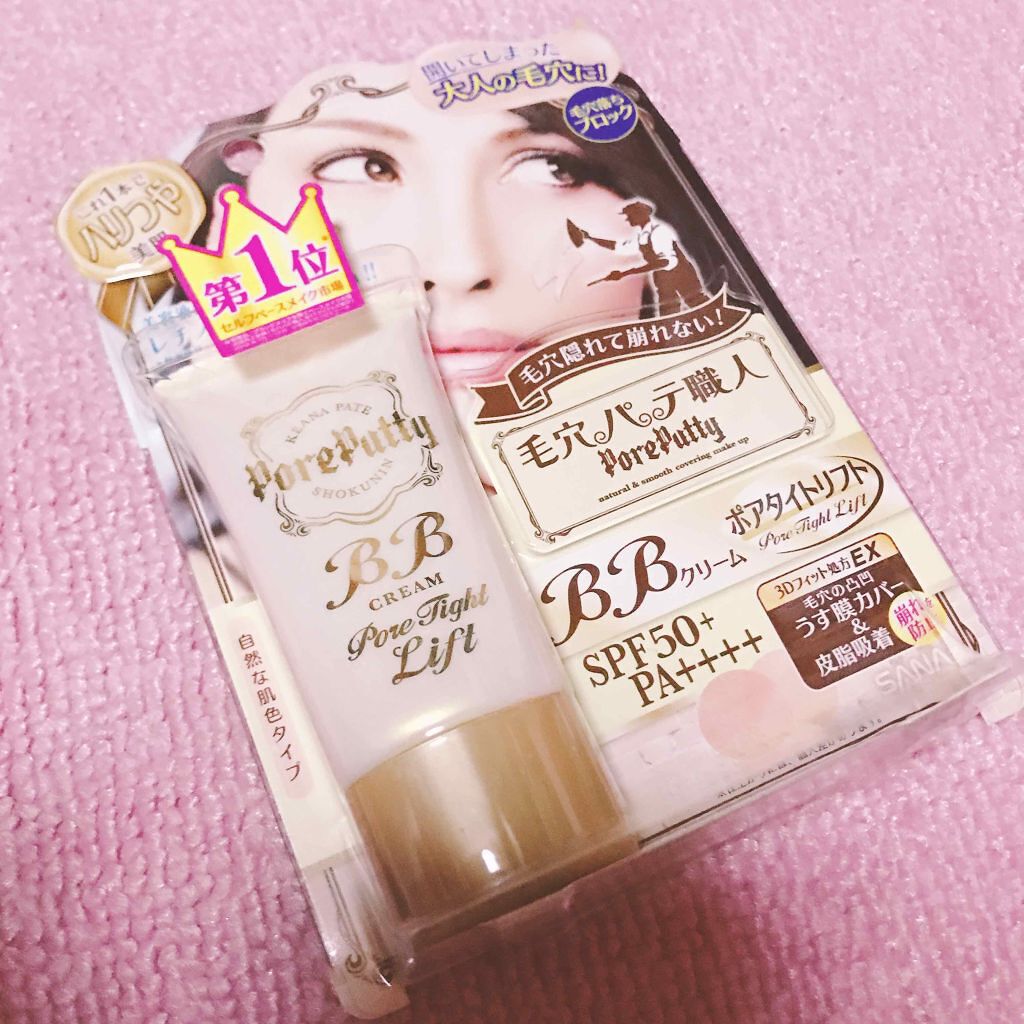 開いてしまった
大人の毛穴に!
毛穴落ち
ブロック
これ1本で
ハリつや
美肌
第1位
セルフベースメイク市場
毛穴隠れて崩れない!
毛穴パテ職人
PorePutty
natural & smooth covering make up
ポアタイトリフト
Pore Tight Lift
BBクリーム
SPF50+
PA++++
3Dフィット処方EX
毛穴の凸凹
うす膜カバー
&
皮脂吸着
崩れを
防ぐ
SANA
KEANA PATE
PorePutty
SHOKUNIN
BB
CREAM
Pore Tight
Lift
自然な肌色タイプ